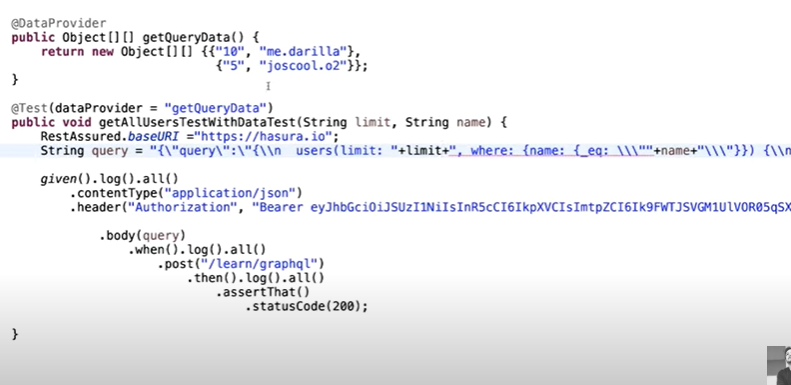 @DataProvider
public Object[][] getQueryData() {
return new Object[][] {{"10", "me.darilla"},
{"5", "joscool.o2"}};
}
@Test(dataProvider = "getQueryData")
public void getAllUsersTestWithDataTest(String limit, String name) {
RestAssured.baseURI ="https://hasura.io";
String query = "{\"query\":\"{\\n  users(limit: "+limit+", where: {name: {_eq: \\\""+name+"\\\"}}) {\\n
given().log().all()
.contentType("application/json")
.header("Authorization", "Bearer eyJhbGciOiJSUzI1NiIsInR5cCI6IkpXVCIsImtpZCI6Ik9FWTJSVGM1UlVOR05qSX
.body(query)
.when().log().all()
.post("/learn/graphql")
.then().log().all()
.assertThat()
.statusCode(200);
}